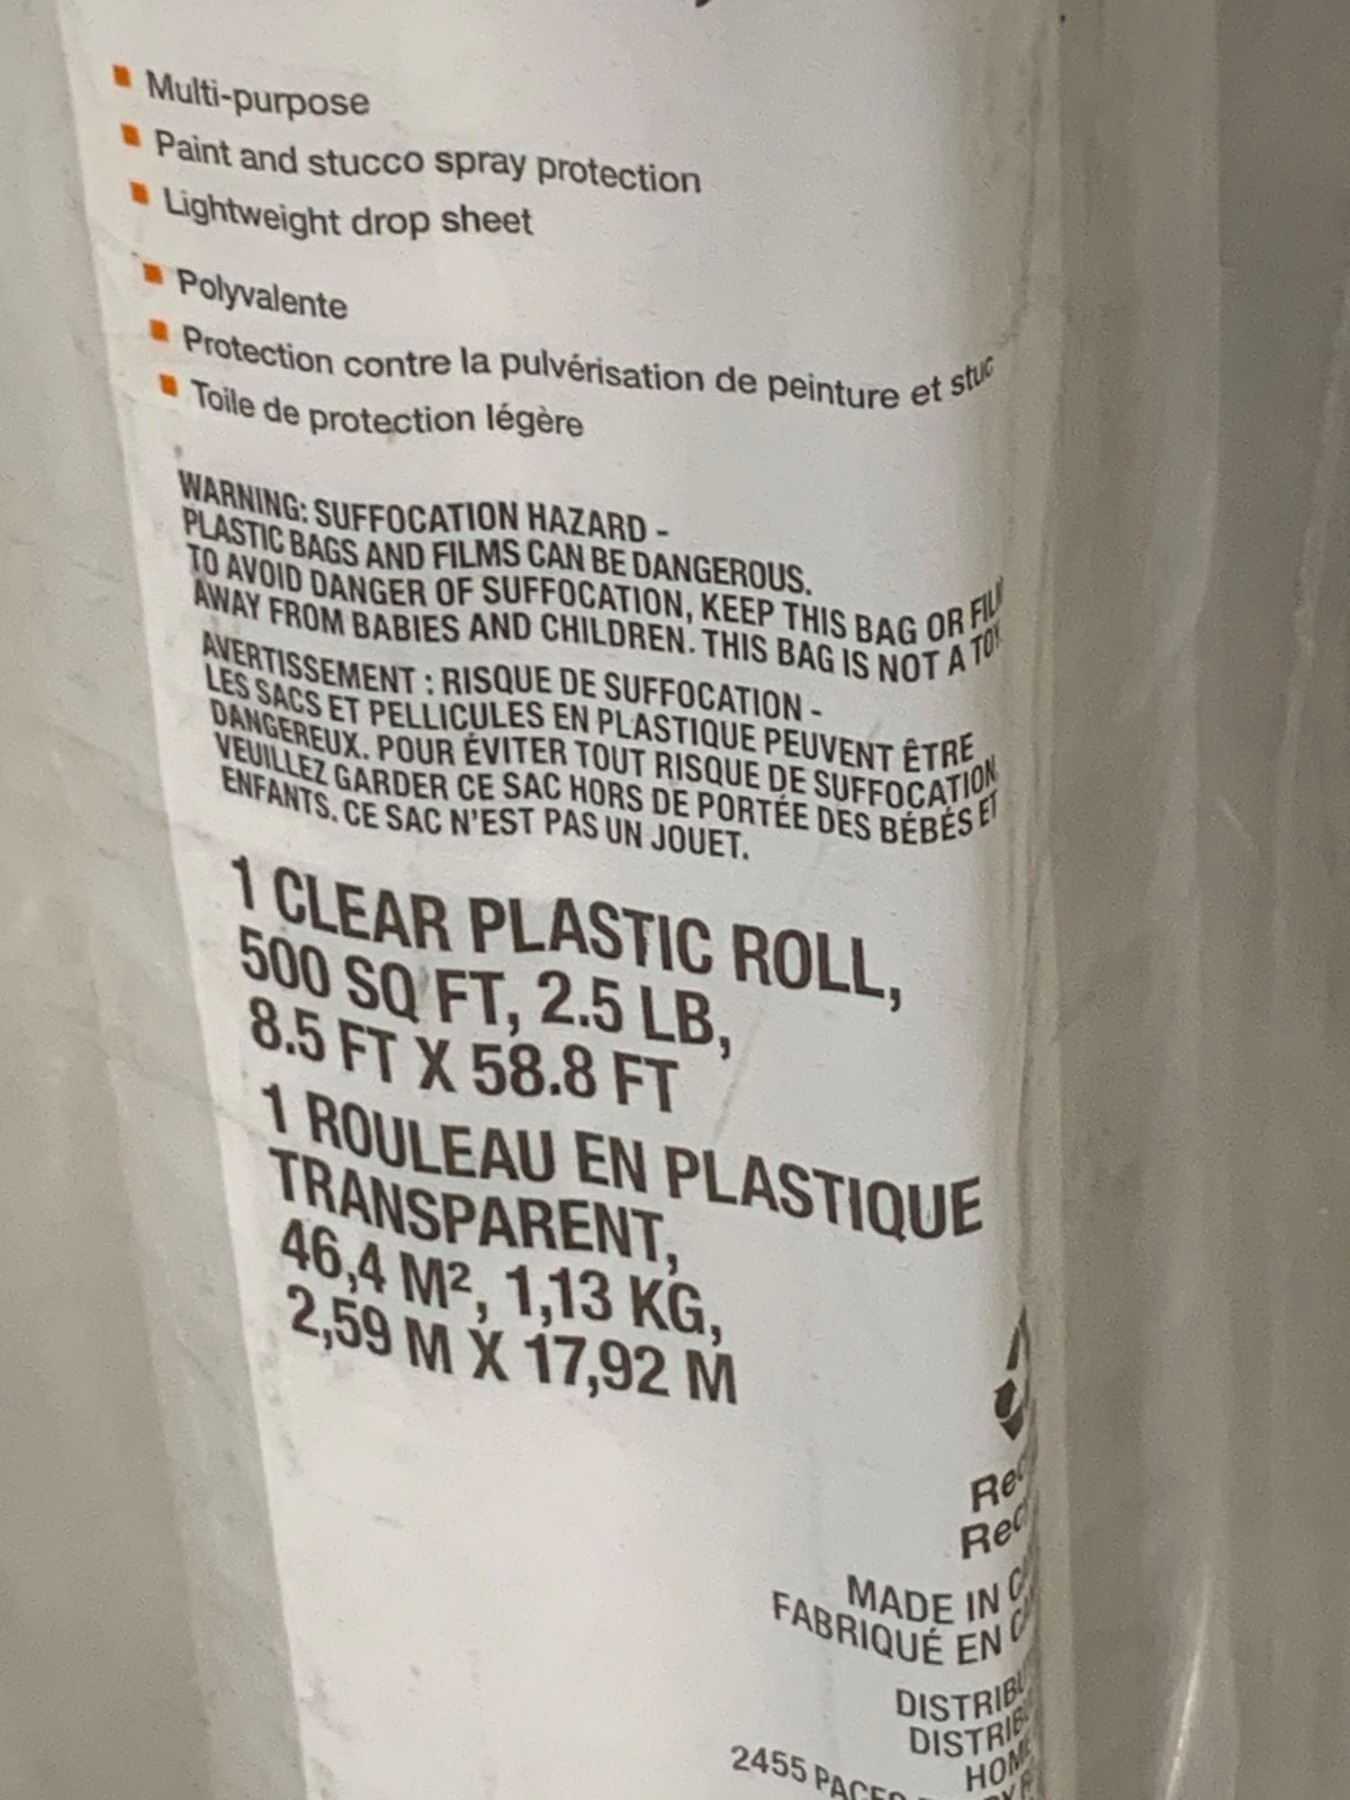 Multi-purpose
Paint and stucco spray protection
Lightweight drop sheet
Polyvalente
Protection contre la pulvérisation de peinture et stuc
Toile de protection légère
WARNING: SUFFOCATION HAZARD -
PLASTIC BAGS AND FILMS CAN BE DANGEROUS.
TO AVOID DANGER OF SUFFOCATION, KEEP THIS BAG OR FILM
AWAY FROM BABIES AND CHILDREN. THIS BAG IS NOT A TOY
AVERTISSEMENT : RISQUE DE SUFFOCATION -
LES SACS ET PELLICULES EN PLASTIQUE PEUVENT ÊTRE
DANGEREUX. POUR ÉVITER TOUT RISQUE DE SUFFOCATION
VEUILLEZ GARDER CE SAC HORS DE PORTÉE DES BÉBÉS ET
ENFANTS. CE SAC N'EST PAS UN JOUET.
1 CLEAR PLASTIC ROLL,
500 SQ FT, 2.5 LB,
8.5 FT X 58.8 FT
1 ROULEAU EN PLASTIQUE
TRANSPARENT,
46,4 M², 1,13 KG,
2,59 M X 17,92 M
MADE IN
FABRIQUÉ EN
2455